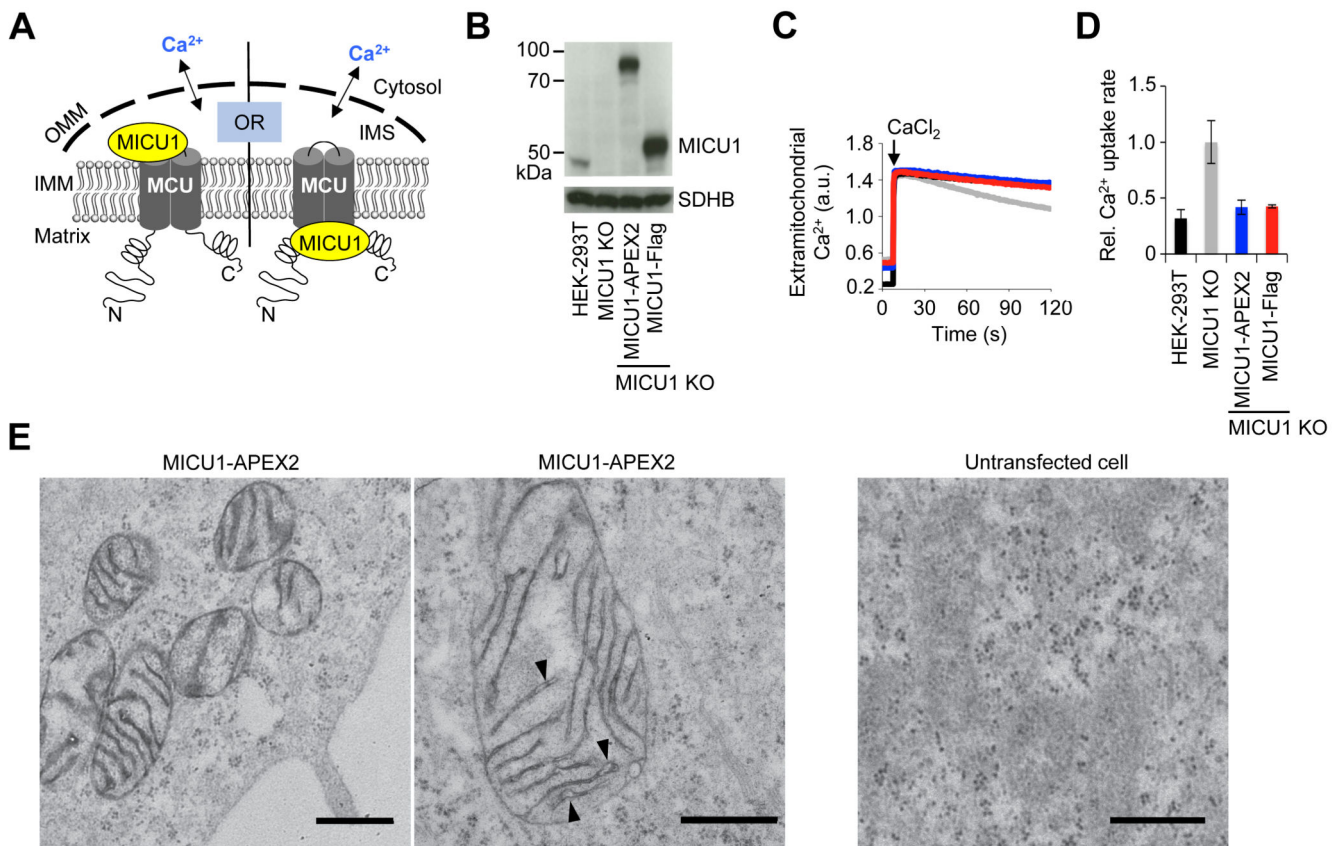 A
Ca²⁺
Ca²⁺
Cytosol
OMM
OR
IMS
MICU1
IMM
MCU
MCU
Matrix
MICU1
C
C
N
N
B
100
70
50
kDa
MICU1
SDHB
HEK-293T
MICU1 KO
MICU1-APEX2
MICU1-Flag
MICU1 KO
C
CaCl₂
Extramitochondrial
Ca²⁺ (a.u.)
1.8
1.4
1.0
0.6
0.2
0
30
60
90
120
Time (s)
D
Rel. Ca²⁺ uptake rate
1.5
1.0
0.5
0
HEK-293T
MICU1 KO
MICU1-APEX2
MICU1-Flag
MICU1 KO
E
MICU1-APEX2
MICU1-APEX2
Untransfected cell